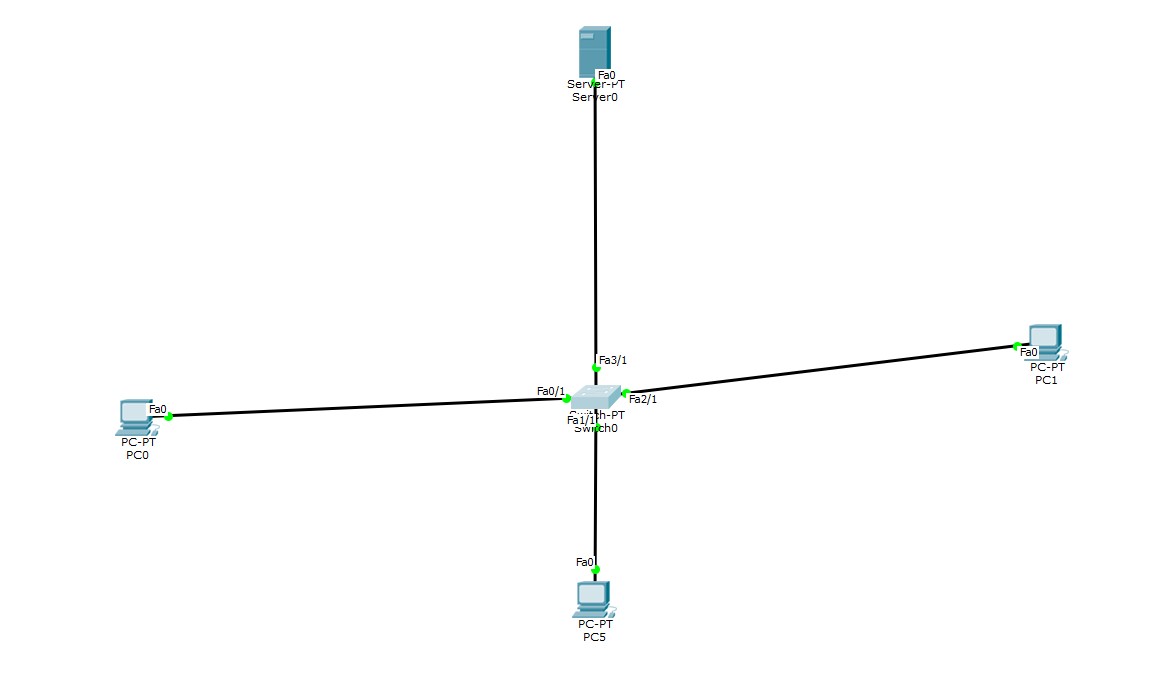 Fa0
Server-PT
Server0
Fa3/1
Fa0
PC-PT
PC1
Fa0/1
Fa2/1
Fa0
PC-PT
PC0
Fa1/1
Switch-PT
Switch0
Fa0
PC-PT
PC5